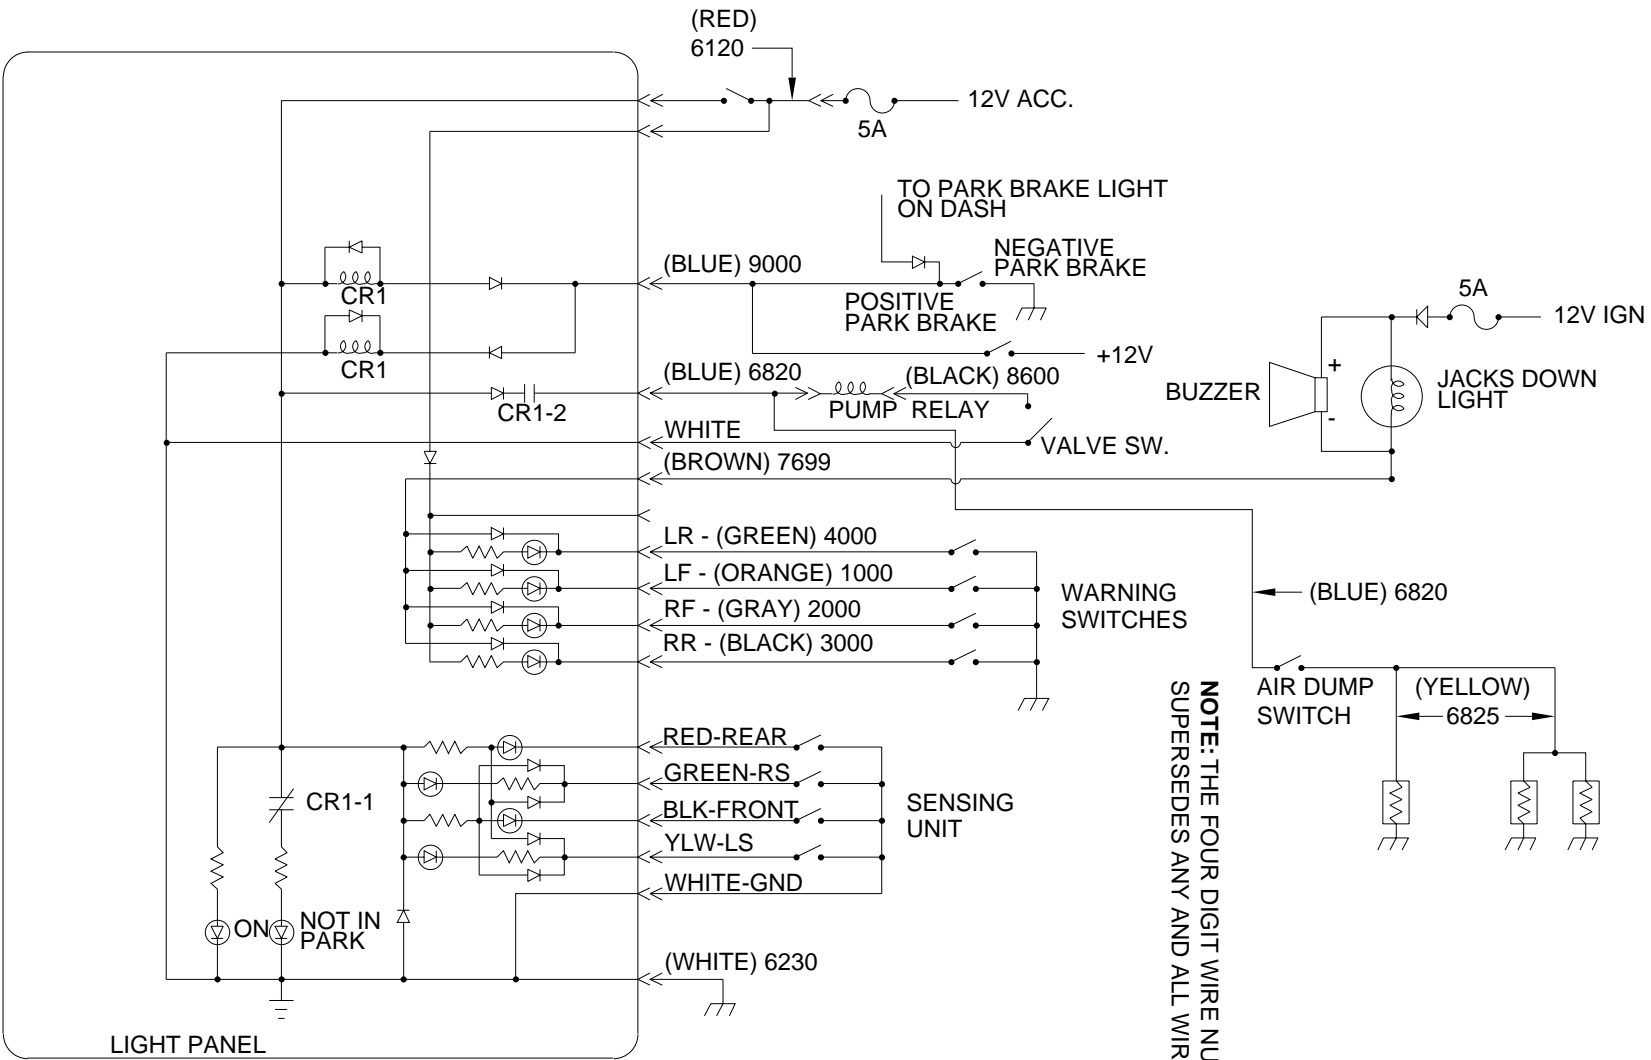 (RED)
6120
12V ACC.
5A
TO PARK BRAKE LIGHT
ON DASH
NEGATIVE
PARK BRAKE
(BLUE) 9000
CR1
POSITIVE
PARK BRAKE
5A
12V IGN
CR1
+12V
(BLUE) 6820
(BLACK) 8600
CR1-2
PUMP RELAY
BUZZER
+
-
JACKS DOWN
LIGHT
WHITE
VALVE SW.
(BROWN) 7699
LR - (GREEN) 4000
LF - (ORANGE) 1000
RF - (GRAY) 2000
RR - (BLACK) 3000
WARNING
SWITCHES
(BLUE) 6820
AIR DUMP
SWITCH
(YELLOW)
6825
RED-REAR
GREEN-RS
BLK-FRONT
YLW-LS
WHITE-GND
SENSING
UNIT
CR1-1
ON
NOT IN
PARK
(WHITE) 6230
LIGHT PANEL
NOTE: THE FOUR DIGIT WIRE NU
SUPERSEDES ANY AND ALL WIR